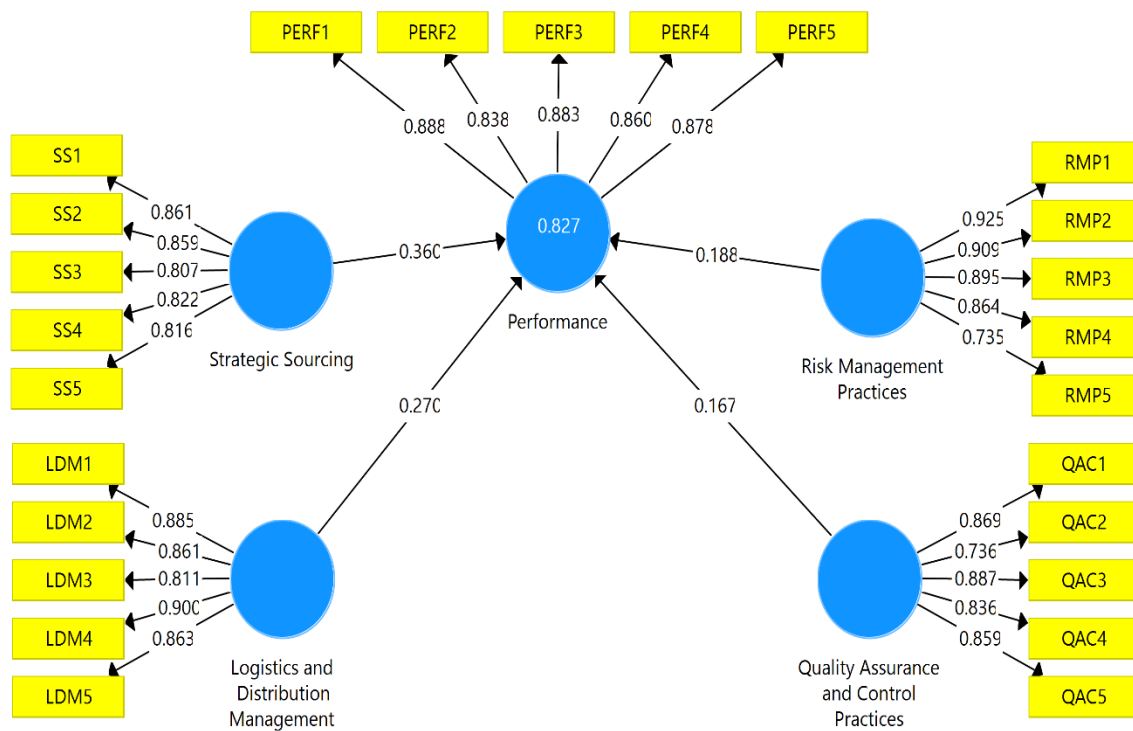 PERF1
PERF2
PERF3
PERF4
PERF5
0.888
0.838
0.883
0.860
0.878
SS1
SS2
SS3
SS4
SS5
0.861
0.859
0.807
0.822
0.816
Strategic Sourcing
0.360
0.827
Performance
0.188
RMP1
RMP2
RMP3
RMP4
RMP5
0.925
0.909
0.895
0.864
0.735
Risk Management
Practices
0.270
0.167
LDM1
LDM2
LDM3
LDM4
LDM5
0.885
0.861
0.811
0.900
0.863
Logistics and
Distribution
Management
QAC1
QAC2
QAC3
QAC4
QAC5
0.869
0.736
0.887
0.836
0.859
Quality Assurance
and Control
Practices